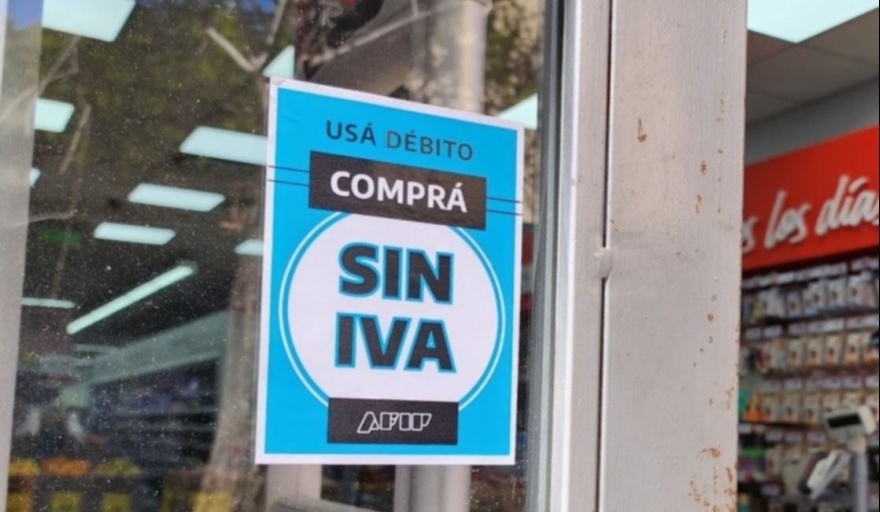 USÁ DÉBITO
COMPRÁ
SIN
IVA
AFIP
los días